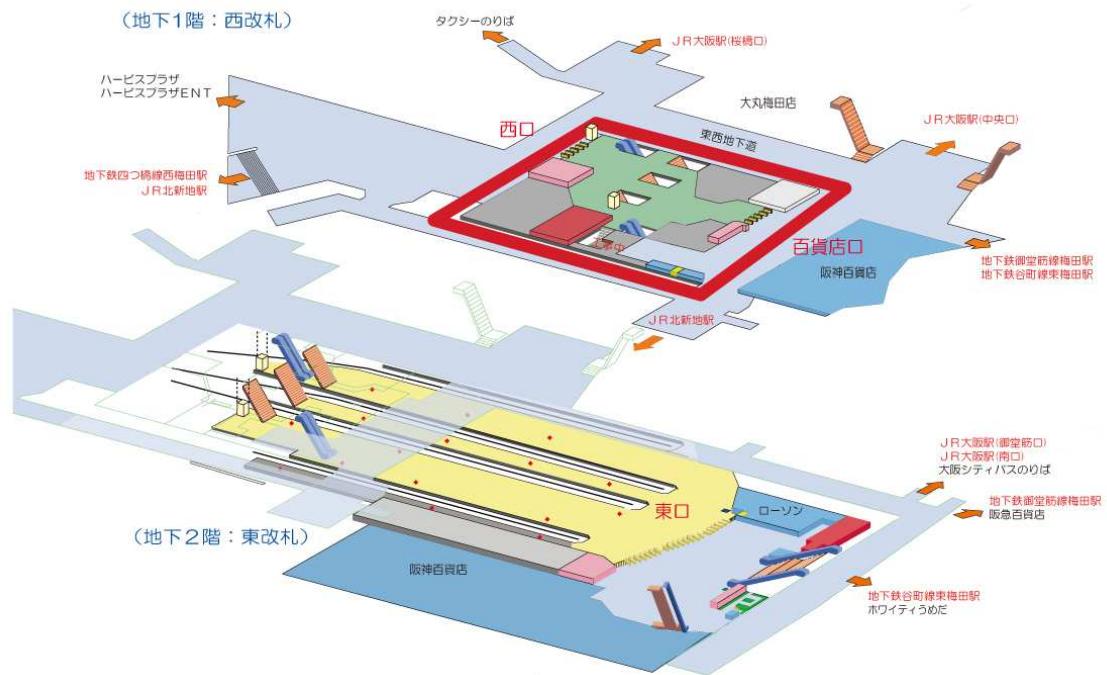 （地下1階：西改札）
タクシーのりば
ＪＲ大阪駅(桜橋口)
ハービスプラザ
ハービスプラザＥＮＴ
大丸梅田店
ＪＲ大阪駅(中央口)
西口
東西地下道
地下鉄四つ橋線西梅田駅
ＪＲ北新地駅
工事中
百貨店口
阪神百貨店
地下鉄御堂筋線梅田駅
地下鉄谷町線東梅田駅
ＪＲ北新地駅
ＪＲ大阪駅(御堂筋口)
ＪＲ大阪駅(南口)
大阪シティバスのりば
地下鉄御堂筋線梅田駅
阪急百貨店
東口
ローソン
（地下２階：東改札）
阪神百貨店
地下鉄谷町線東梅田駅
ホワイティうめだ